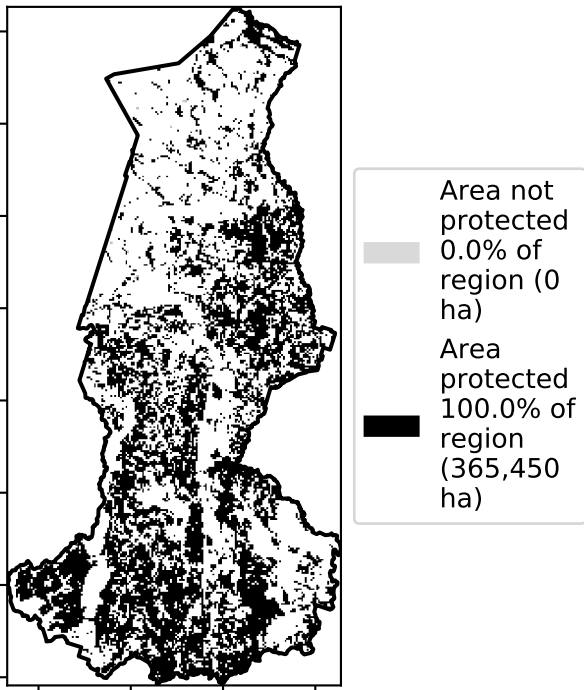 Area not
protected
0.0% of
region (0
ha)
Area
protected
100.0% of
region
(365,450
ha)